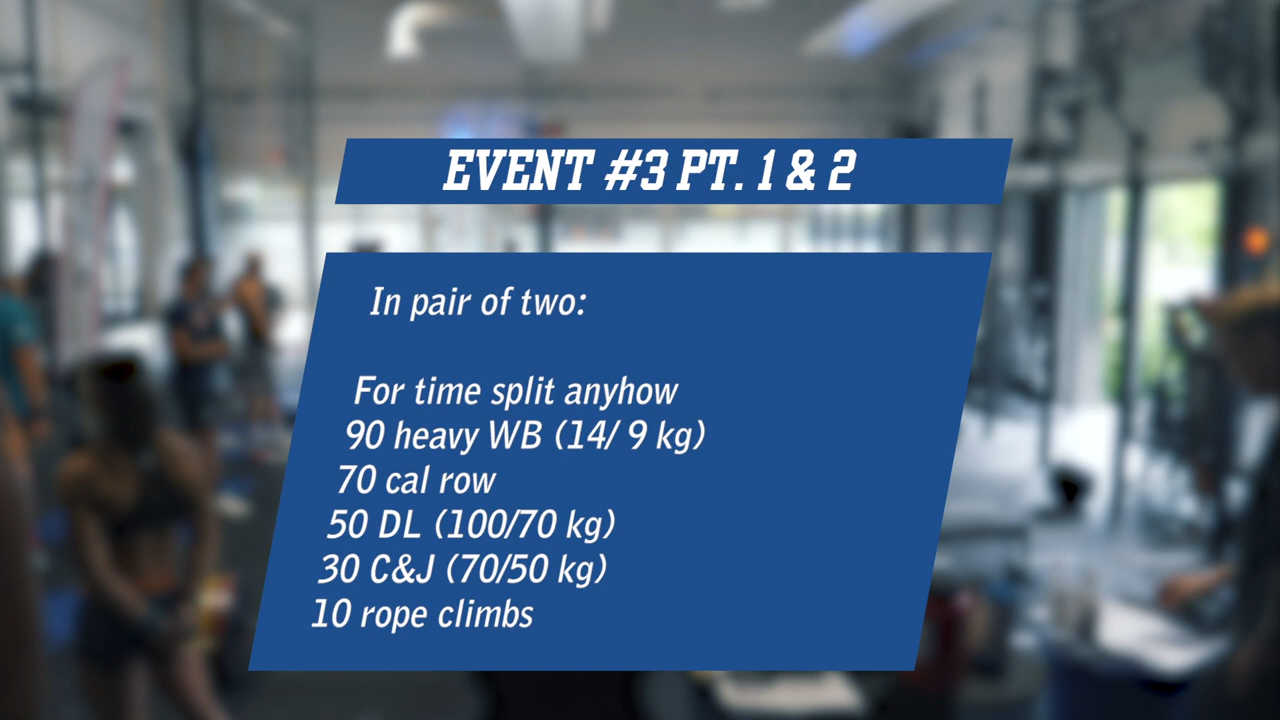 EVENT #3 PT. 1 & 2
In pair of two:
For time split anyhow
90 heavy WB (14/ 9 kg)
70 cal row
50 DL (100/70 kg)
30 C&J (70/50 kg)
10 rope climbs